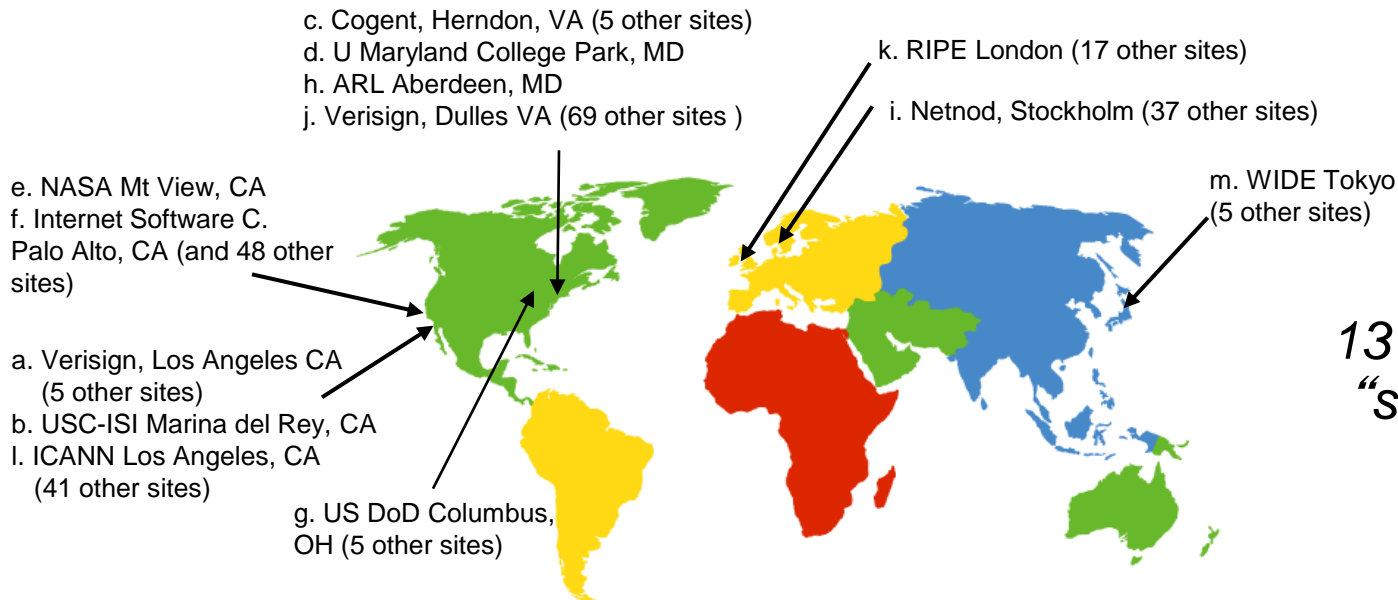 c. Cogent, Herndon, VA (5 other sites)
d. U Maryland College Park, MD
h. ARL Aberdeen, MD
j. Verisign, Dulles VA (69 other sites )
k. RIPE London (17 other sites)
i. Netnod, Stockholm (37 other sites)
e. NASA Mt View, CA
f. Internet Software C.
Palo Alto, CA (and 48 other
sites)
m. WIDE Tokyo
(5 other sites)
a. Verisign, Los Angeles CA
(5 other sites)
b. USC-ISI Marina del Rey, CA
l. ICANN Los Angeles, CA
(41 other sites)
g. US DoD Columbus,
OH (5 other sites)
13
“s